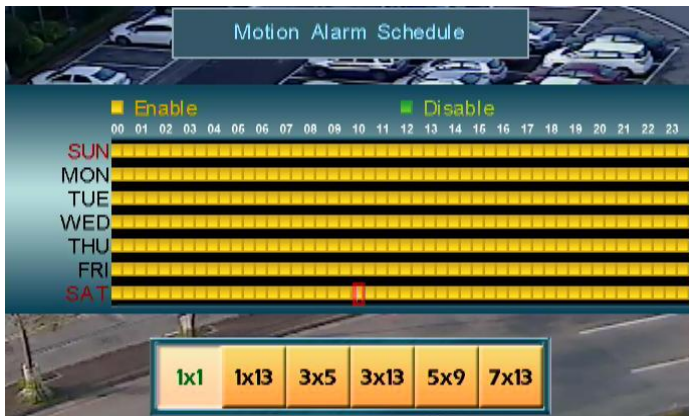 Motion Alarm Schedule
Enable Disable
00 01 02 03 04 05 06 07 08 09 10 11 12 13 14 15 16 17 18 19 20 21 22 23
SUN
MON
TUE
WED
THU
FRI
SAT
1x1 1x13 3x5 3x13 5x9 7x13